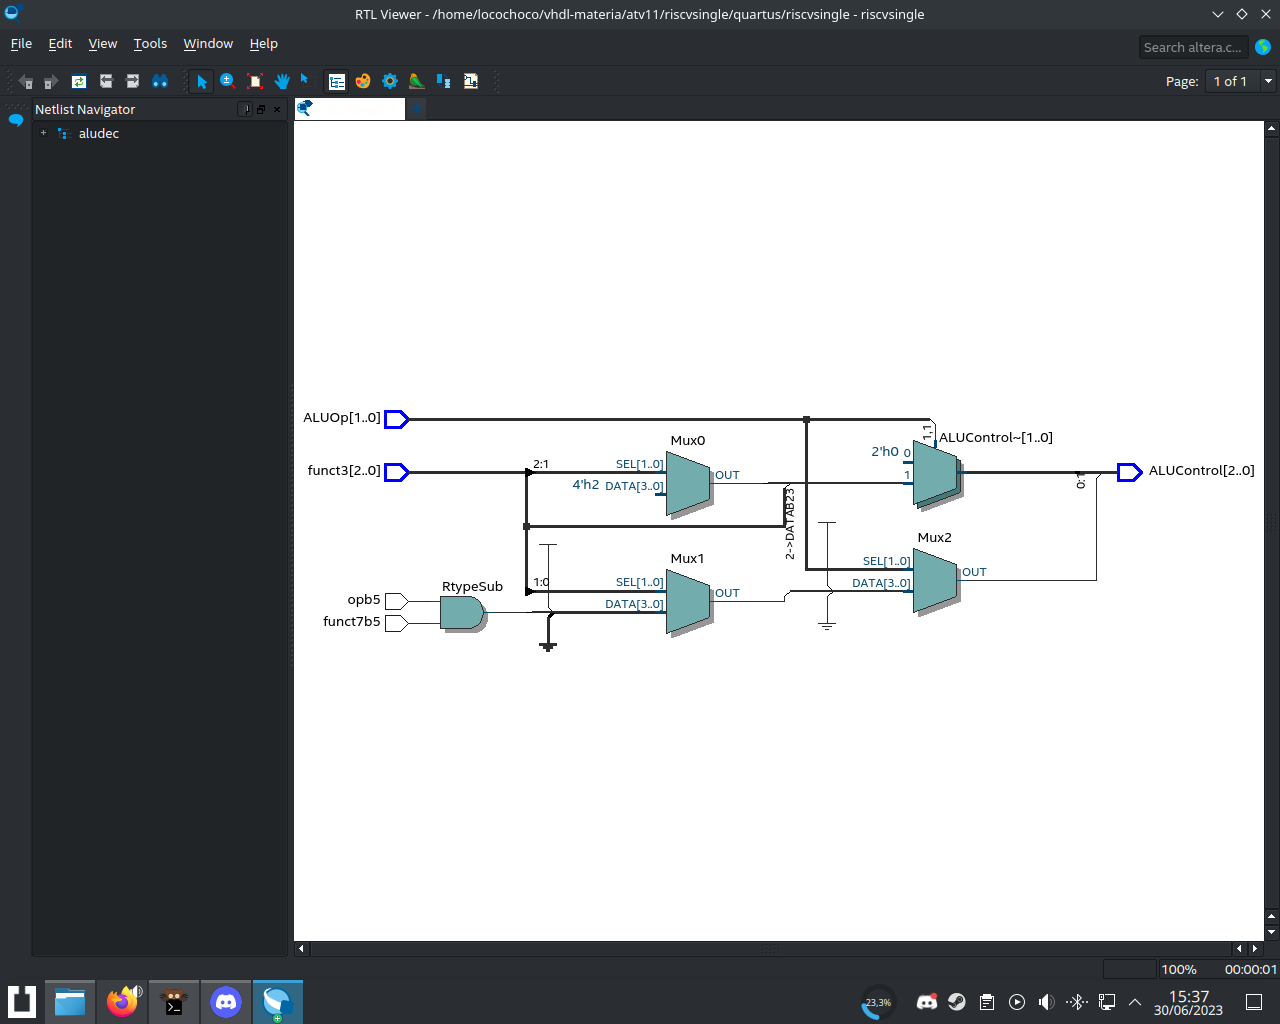 RTL Viewer - /home/locochoco/vhdl-materia/atv11/riscvsingle/quartus/riscvsingle - riscvsingle
File Edit View Tools Window Help
Search altera.c...
Page: 1 of 1
Netlist Navigator
aludec
ALUOp[1..0]
1,1
ALUControl~[1..0]
Mux0
2'h0 0
funct3[2..0]
2:1
SEL[1..0]
OUT
1
0:1
ALUControl[2..0]
4'h2 DATA[3..0]
2->DATAB23
Mux2
Mux1
SEL[1..0]
OUT
DATA[3..0]
RtypeSub
1:0
SEL[1..0]
OUT
opb5
DATA[3..0]
funct7b5
100% 00:00:01
23,3%
15:37
30/06/2023